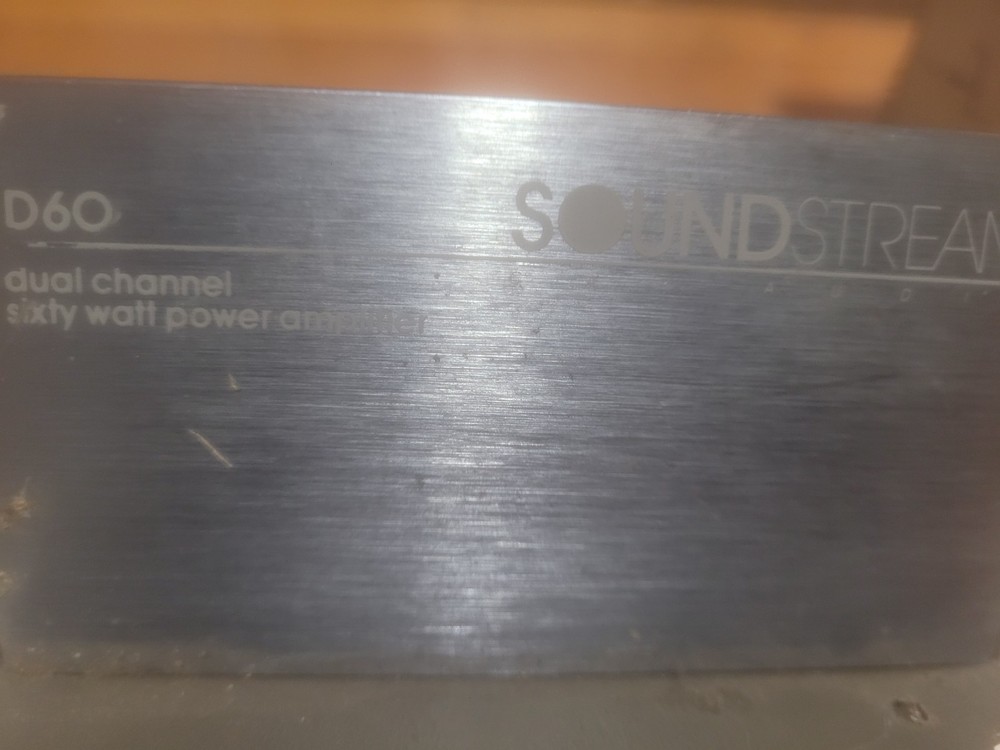 D60
SOUNDSTREAM
dual channel
sixty watt power amplifier